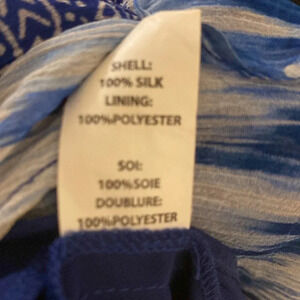 SHELL:
100% SILK
LINING:
100%POLYESTER
SOI:
100%SOIE
DOUBLURE:
100%POLYESTER